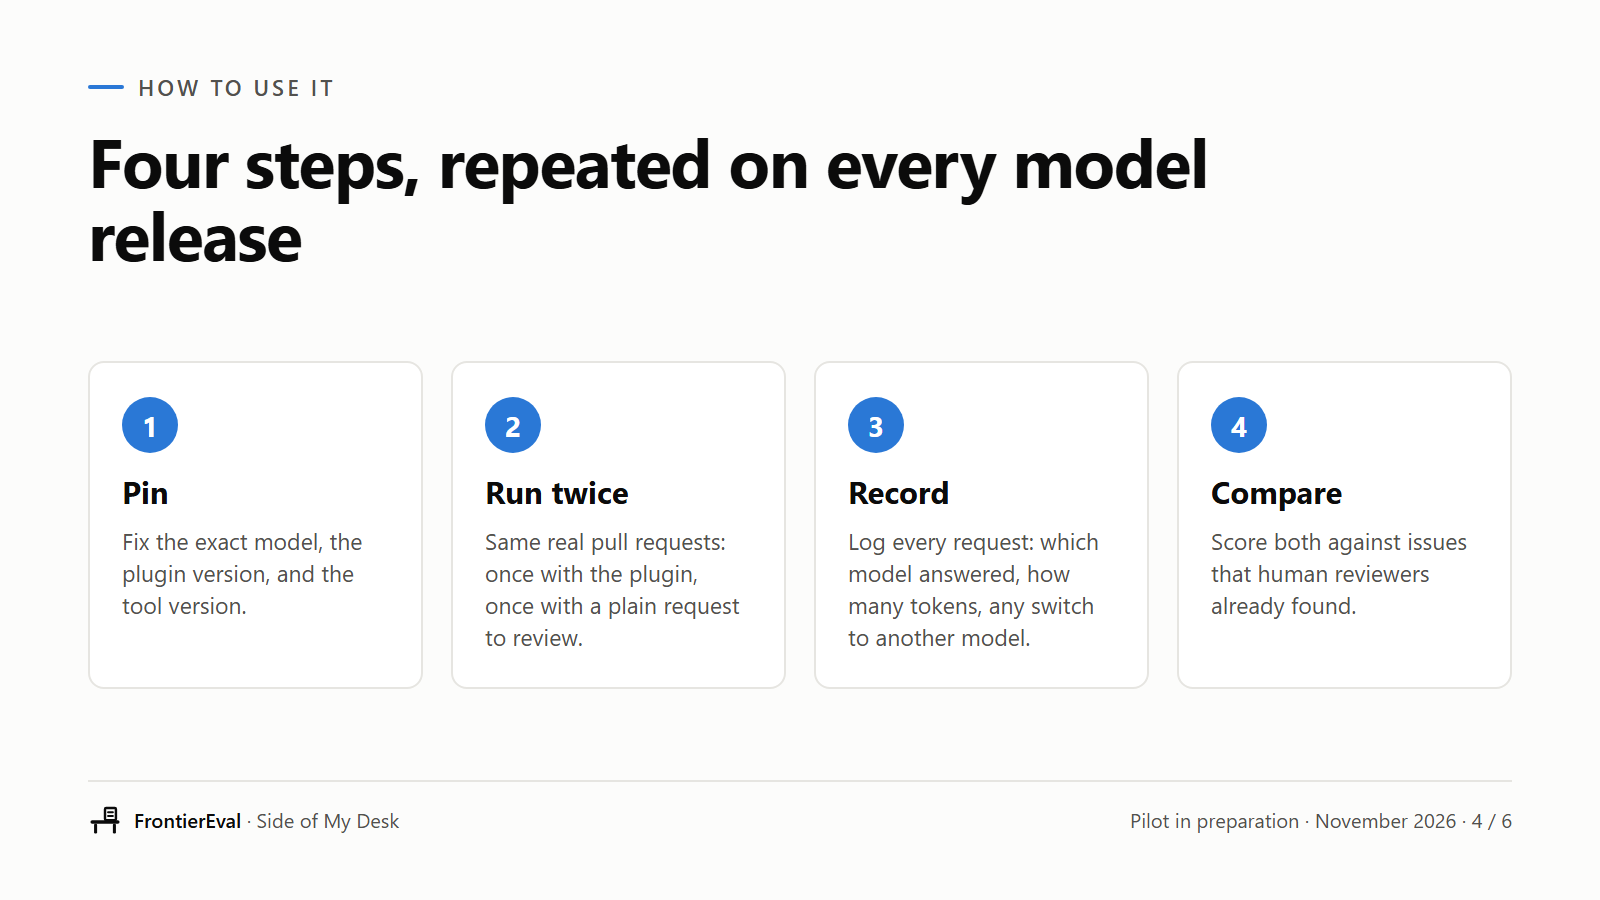 HOW TO USE IT
Four steps, repeated on every model
release
1
Pin
Fix the exact model, the
plugin version, and the
tool version.
2
Run twice
Same real pull requests:
once with the plugin,
once with a plain request
to review.
3
Record
Log every request: which
model answered, how
many tokens, any switch
to another model.
4
Compare
Score both against issues
that human reviewers
already found.
FrontierEval · Side of My Desk
Pilot in preparation · November 2026 · 4 / 6